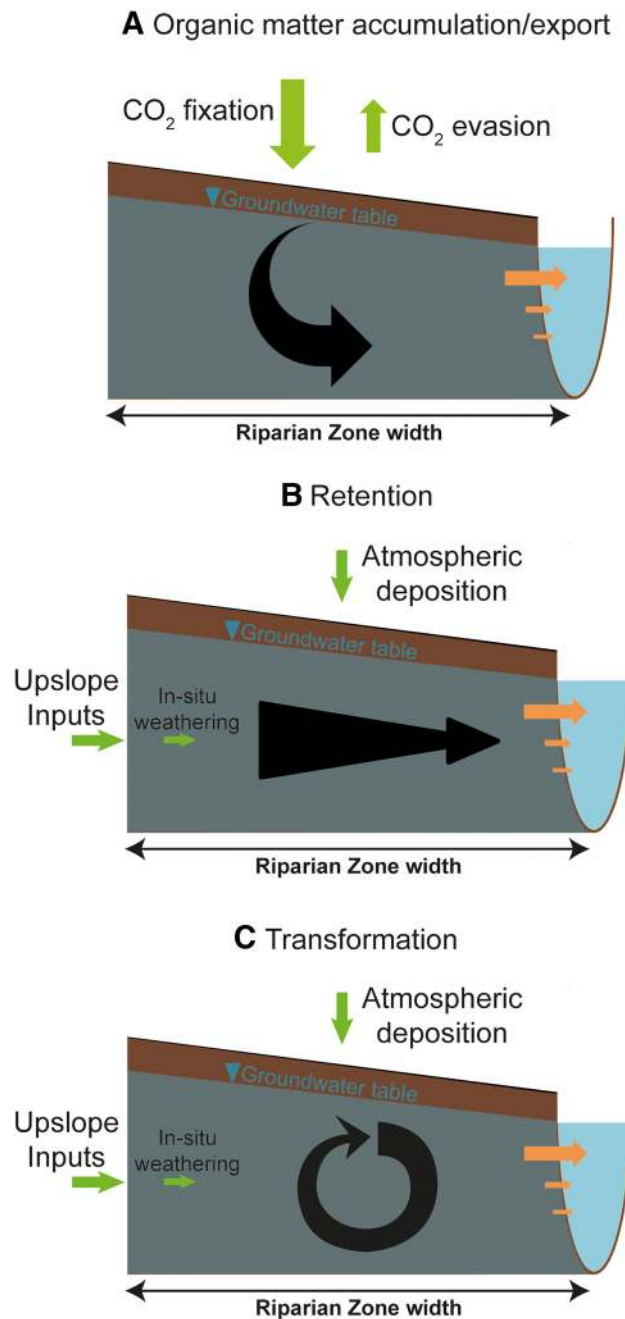 A Organic matter accumulation/export
CO₂ fixation
CO₂ evasion
Groundwater table
Riparian Zone width
B Retention
Atmospheric
deposition
Groundwater table
Upslope
Inputs
In-situ
weathering
Riparian Zone width
C Transformation
Atmospheric
deposition
Groundwater table
Upslope
Inputs
In-situ
weathering
Riparian Zone width